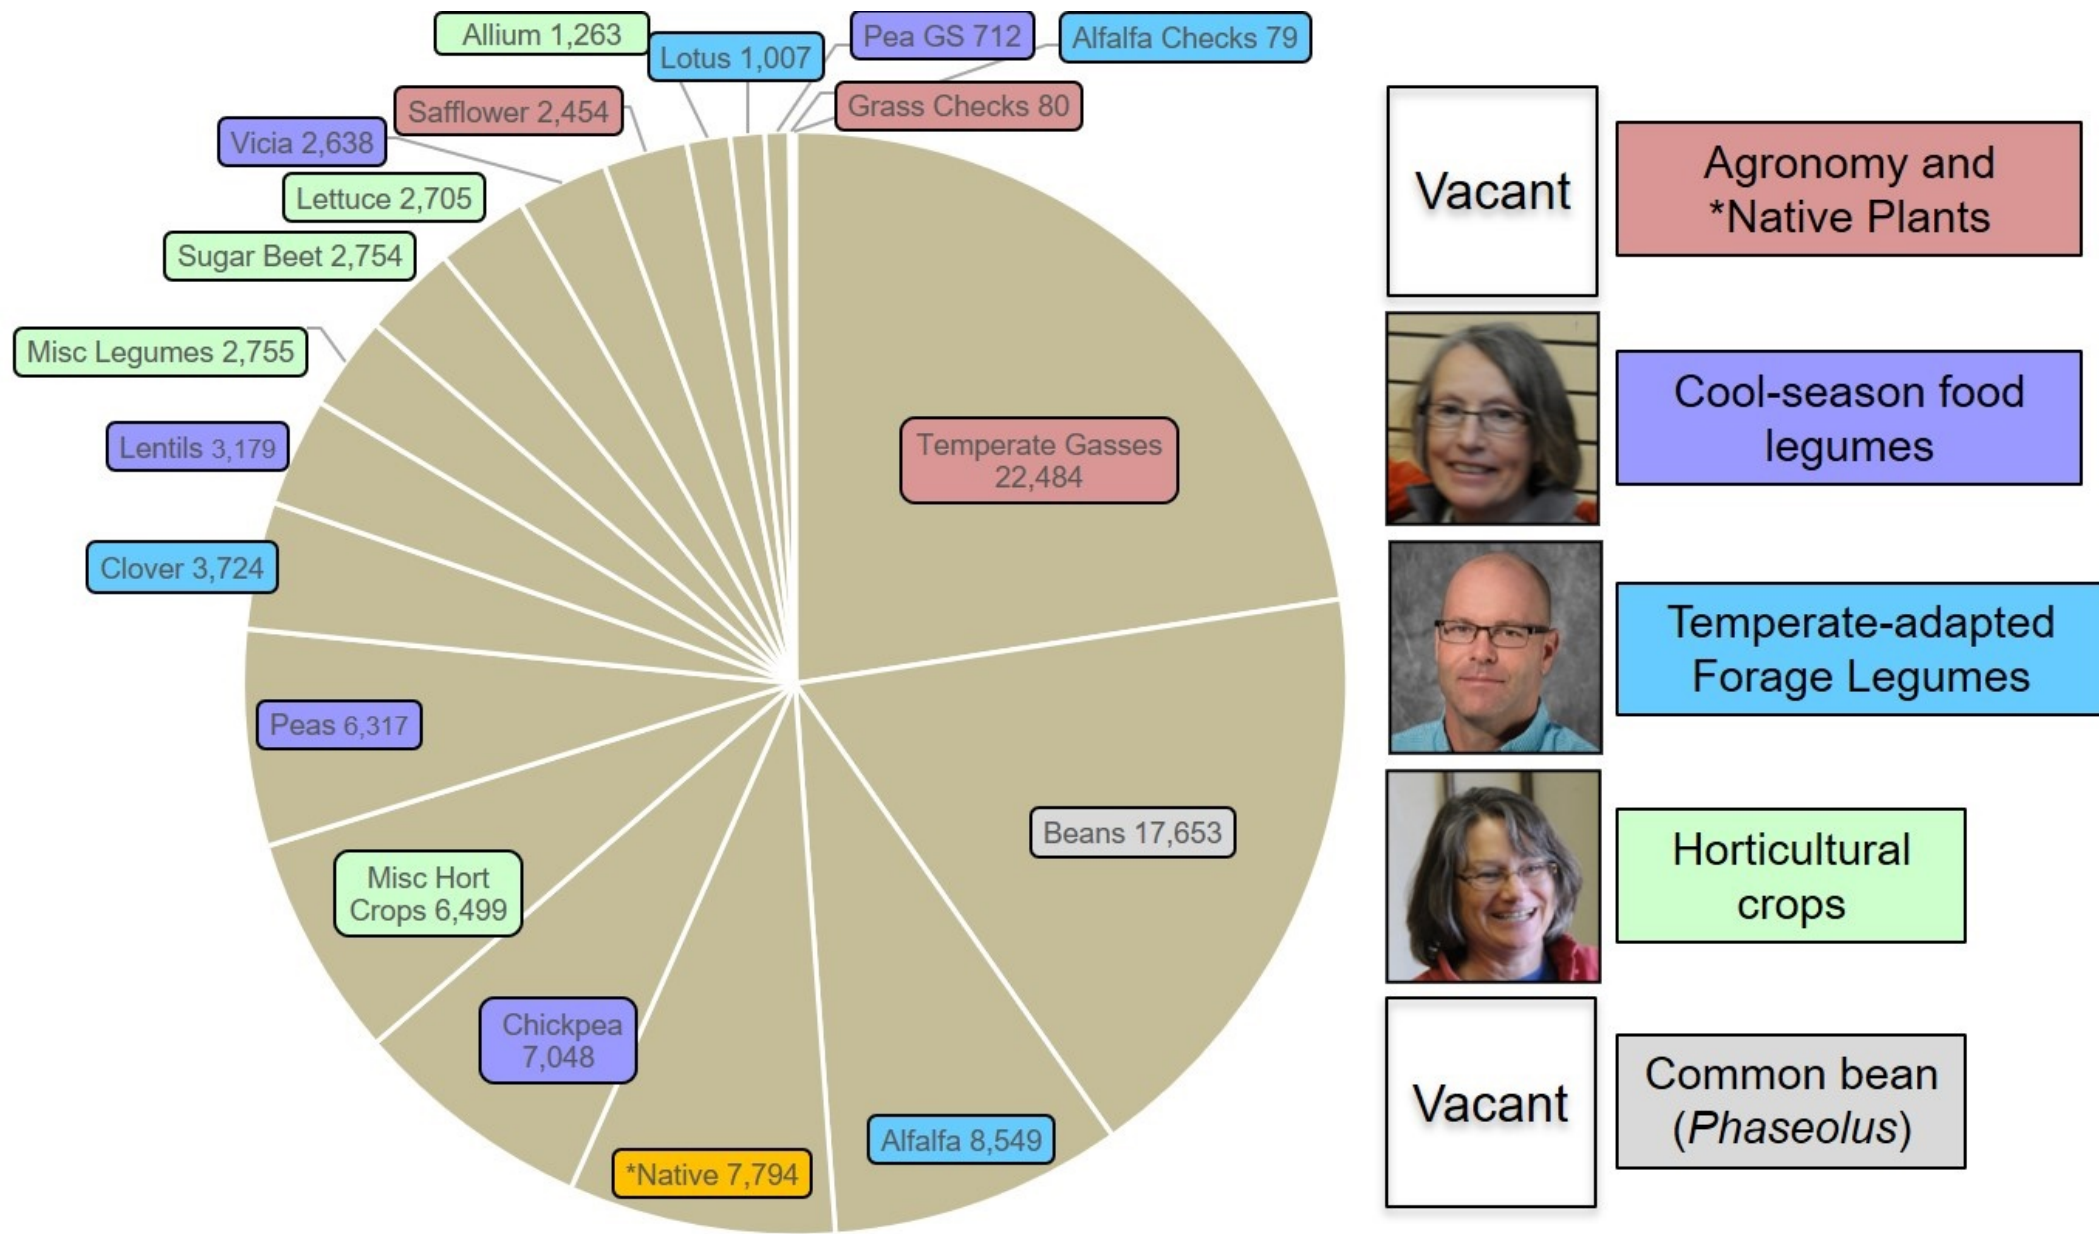 Allium 1,263
Lotus 1,007
Pea GS 712
Alfalfa Checks 79
Safflower 2,454
Grass Checks 80
Vicia 2,638
Lettuce 2,705
Sugar Beet 2,754
Misc Legumes 2,755
Lentils 3,179
Clover 3,724
Peas 6,317
Misc Hort
Crops 6,499
Chickpea
7,048
*Native 7,794
Alfalfa 8,549
Beans 17,653
Temperate Gasses
22,484
Vacant
Agronomy and
*Native Plants
Cool-season food
legumes
Temperate-adapted
Forage Legumes
Horticultural
crops
Vacant
Common bean
(Phaseolus)